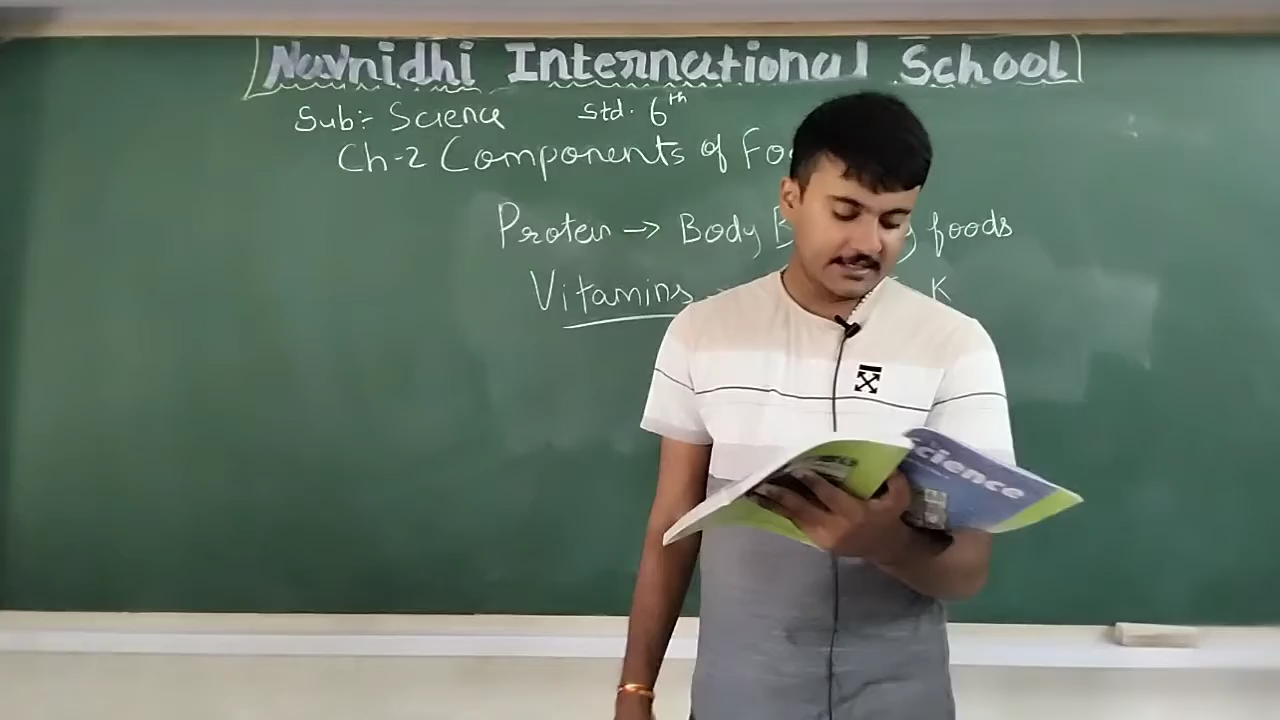 Navnidhi International School
Sub:- Science Std. 6th
Ch-2 Components of Fo
Protein → Body B g foods
Vitamins K
Science